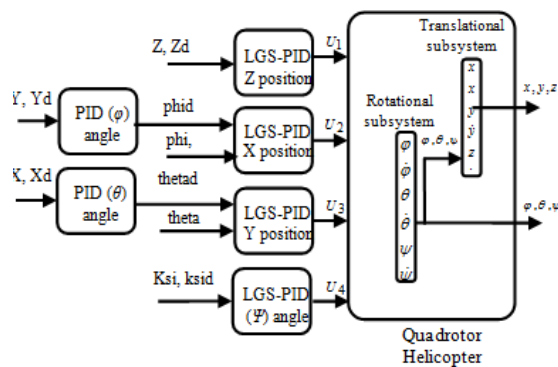 Z, Zd
LGS-PID
Z position
U1
Y, Yd
PID (φ)
angle
phid
phi,
LGS-PID
X position
U2
X, Xd
PID (θ)
angle
thetad
theta
LGS-PID
Y position
U3
Ksi, ksid
LGS-PID
(Ψ) angle
U4
Rotational
subsystem
φ
φ̇
θ
θ̇
ψ
ψ̇
φ,θ,ψ
Translational
subsystem
x
x
y
ẏ
z
.
x,y,z
φ,θ,ψ
Quadrotor
Helicopter